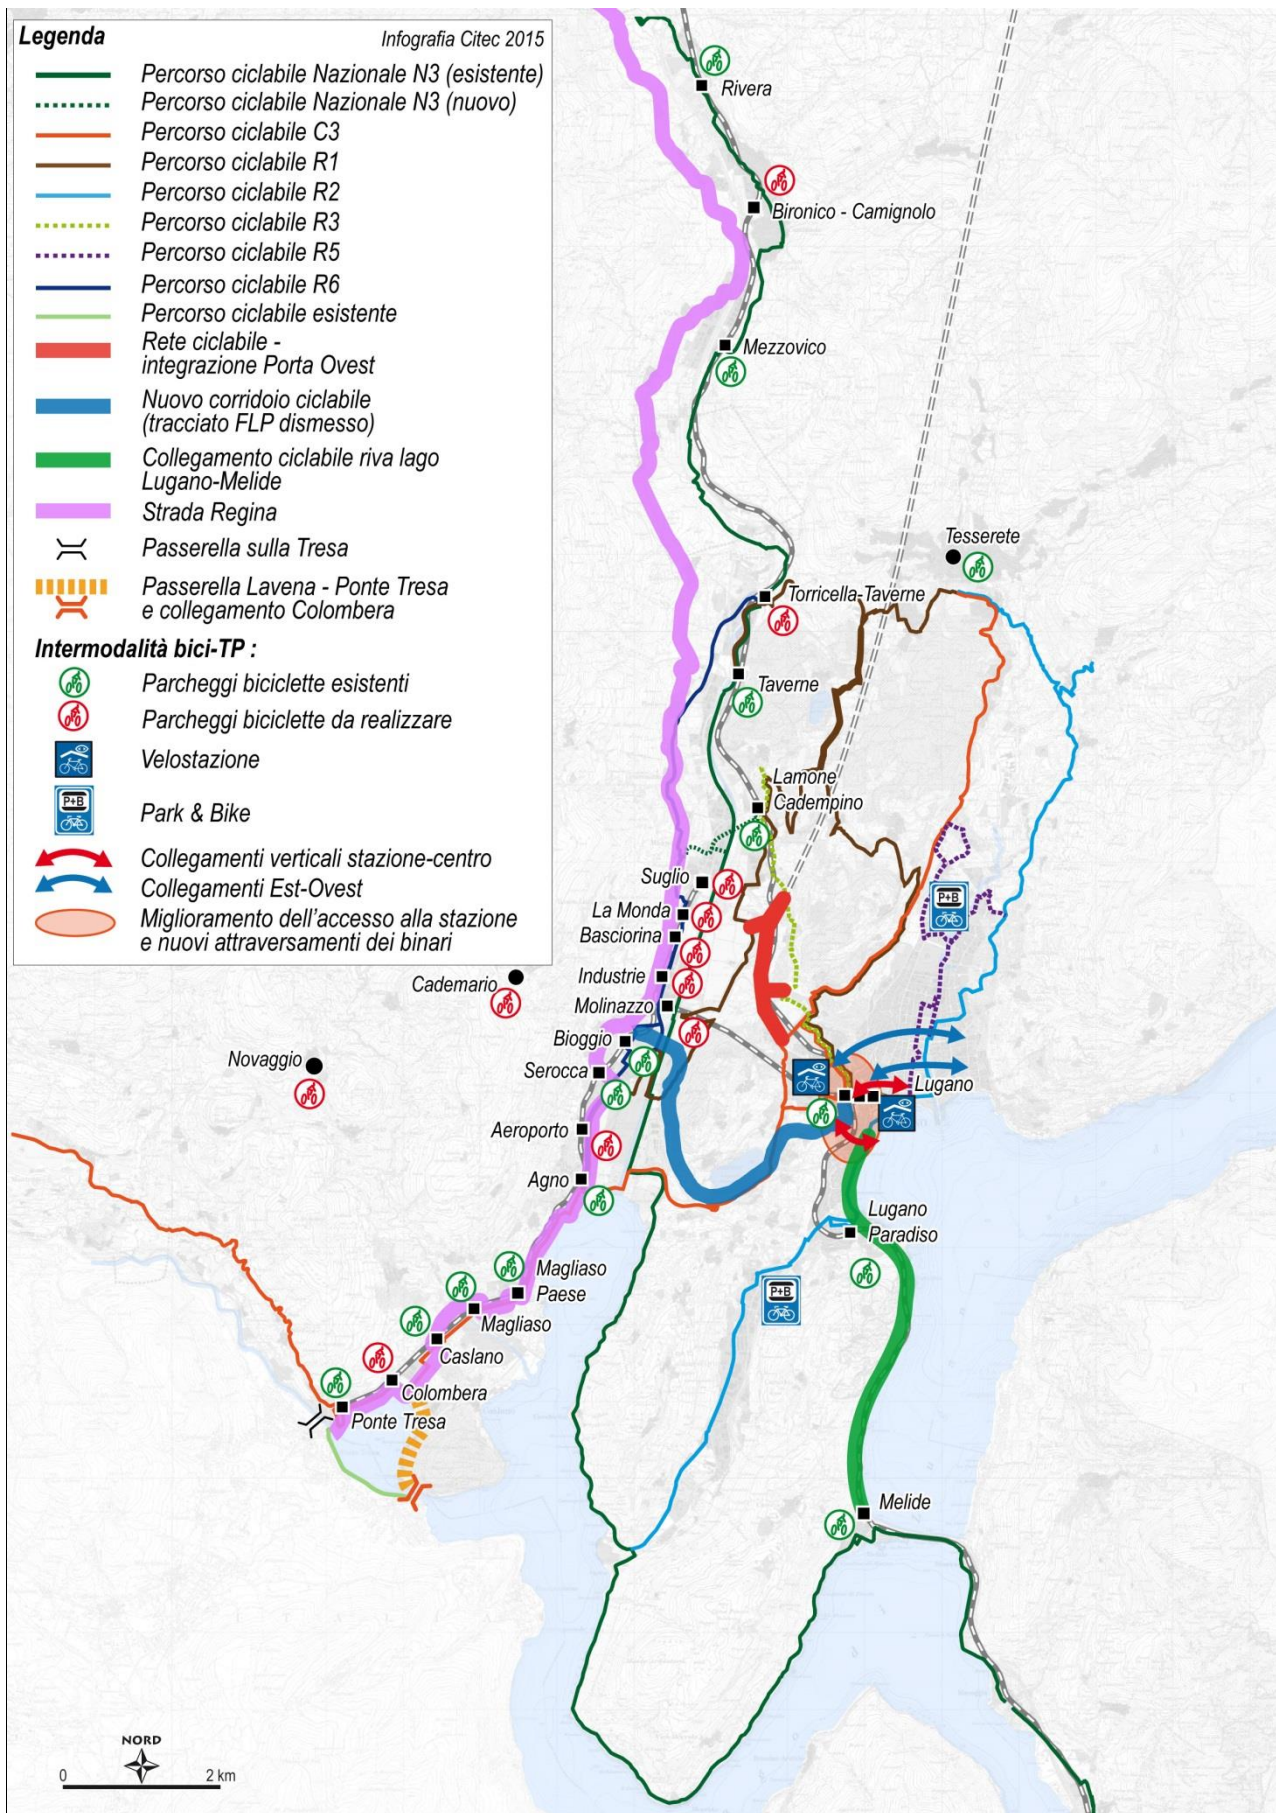 Legenda
Infografia Citec 2015
Percorso ciclabile Nazionale N3 (esistente)
Percorso ciclabile Nazionale N3 (nuovo)
Percorso ciclabile C3
Percorso ciclabile R1
Percorso ciclabile R2
Percorso ciclabile R3
Percorso ciclabile R5
Percorso ciclabile R6
Percorso ciclabile esistente
Rete ciclabile -
integrazione Porta Ovest
Nuovo corridoio ciclabile
(tracciato FLP dismesso)
Collegamento ciclabile riva lago
Lugano-Melide
Strada Regina
Passerella sulla Tresa
Passerella Lavena - Ponte Tresa
e collegamento Colombera
Intermodalità bici-TP :
Parcheggi biciclette esistenti
Parcheggi biciclette da realizzare
Velostazione
P+B
Park & Bike
Collegamenti verticali stazione-centro
Collegamenti Est-Ovest
Miglioramento dell'accesso alla stazione
e nuovi attraversamenti dei binari
Rivera
Bironico - Camignolo
Mezzovico
Tesserete
Torricella-Taverne
Taverne
Lamone
Cadempino
Suglio
P+B
La Monda
Basciorina
Industrie
Cademario
Molinazzo
Bioggio
Novaggio
Serocca
Lugano
Aeroporto
Agno
Lugano
Paradiso
Magliaso
Paese
P+B
Magliaso
Caslano
Colombera
Ponte Tresa
Melide
NORD
0 2 km